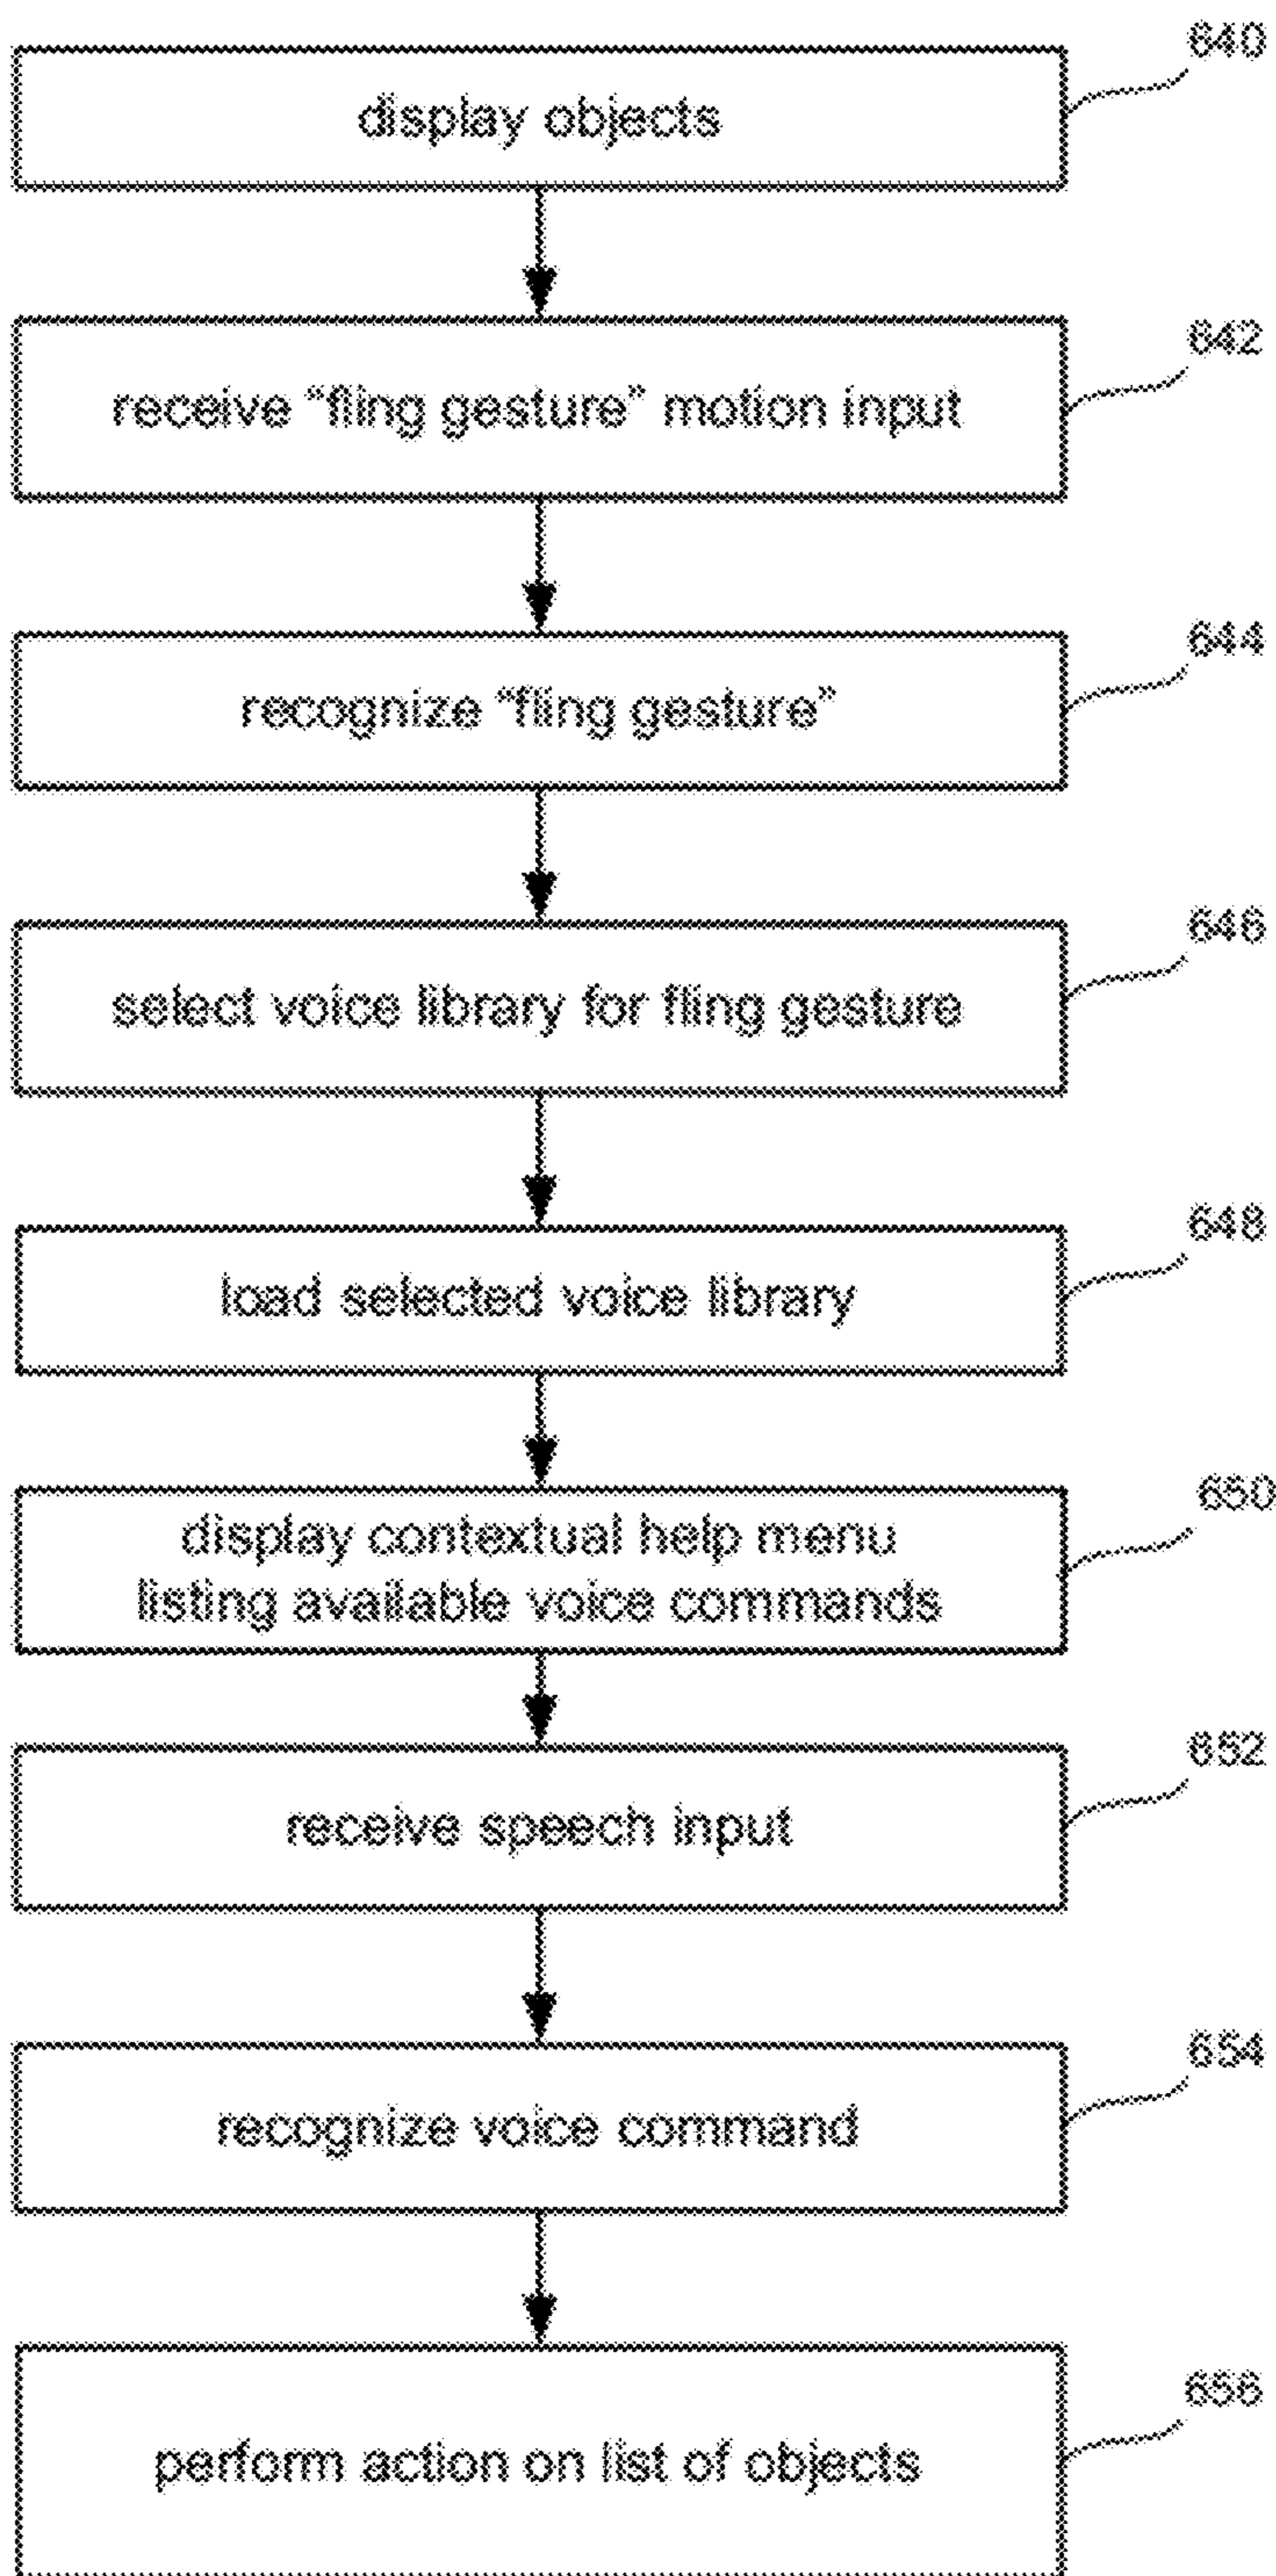 640
display objects
642
receive “fling gesture” motion input
644
recognize “fling gesture”
646
select voice library for fling gesture
648
load selected voice library
650
display contextual help menu
listing available voice commands
652
receive speech input
654
recognize voice command
656
perform action on list of objects